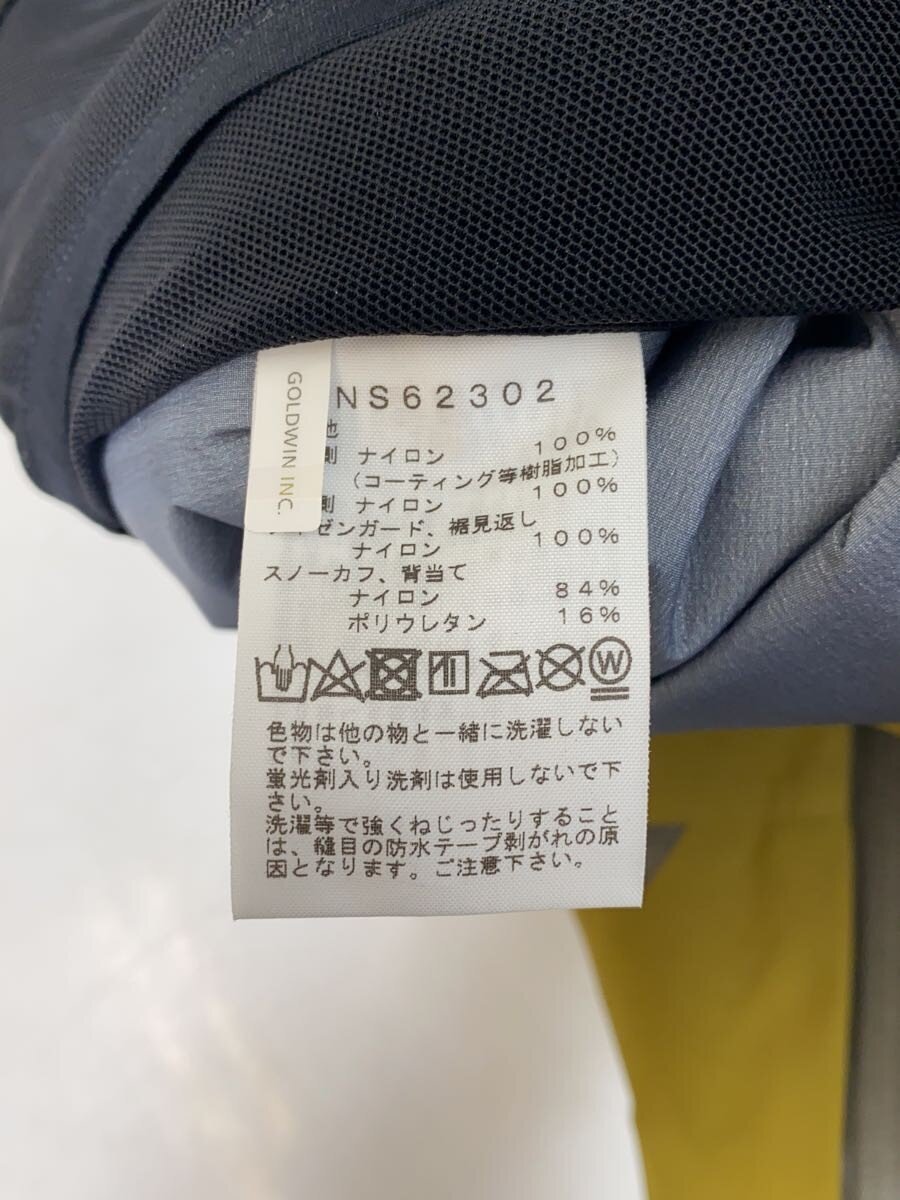 GOLDWIN INC.
NS62302
地
側 ナイロン 100%
(コーティング等樹脂加工)
側 ナイロン 100%
ゼンガード、裾見返し
ナイロン 100%
スノーカフ、背当て
ナイロン 84%
ポリウレタン 16%
W
色物は他の物と一緒に洗濯しない
で下さい。
蛍光剤入り洗剤は使用しないで下
さい。
洗濯等で強くねじったりすること
は、縫目の防水テープ剥がれの原
因となります。ご注意下さい。